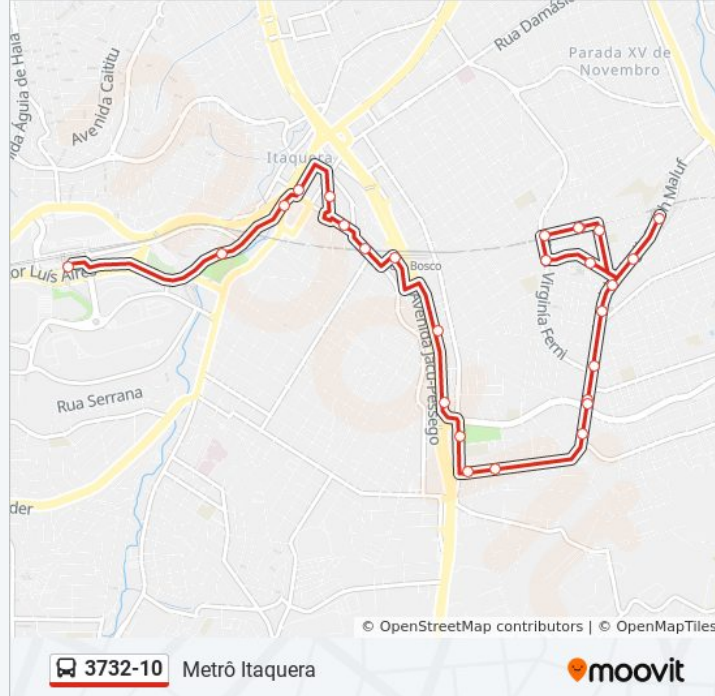 Rua Damásio
Parada XV de
Novembro
ida Águia de Haia
Avenida Caititu
Itaquera
h Maluf
or Luís Aires
Bosco
Virgínia Ferni
Avenida Jacu-Pêssego
Rua Serrana
der
© OpenStreetMap contributors | © OpenMapTiles
3732-10 Metrô Itaquera
moovit